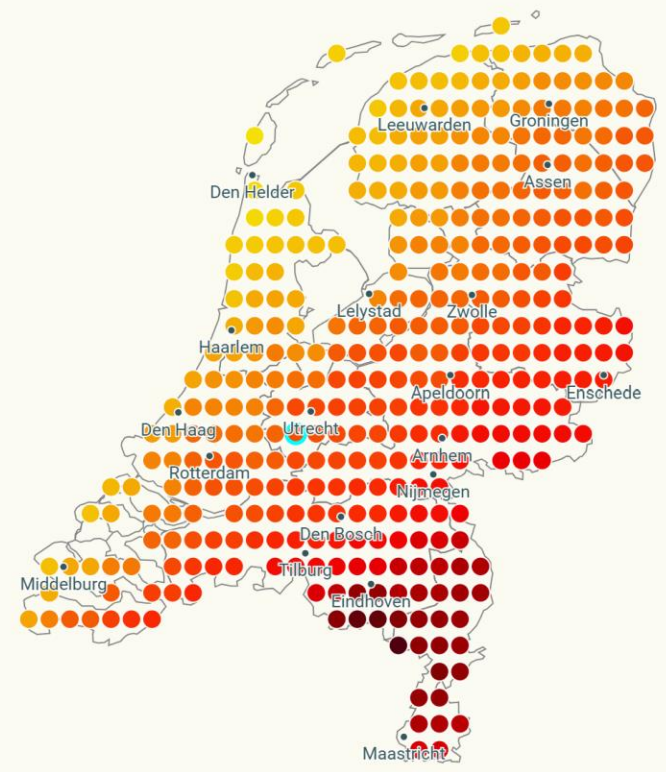 Leeuwarden
Groningen
Assen
Den Helder
Lelystad
Zwolle
Haarlem
Apeldoorn
Enschede
Den Haag
Utrecht
Arnhem
Rotterdam
Nijmegen
Den Bosch
Tilburg
Middelburg
Eindhoven
Maastricht